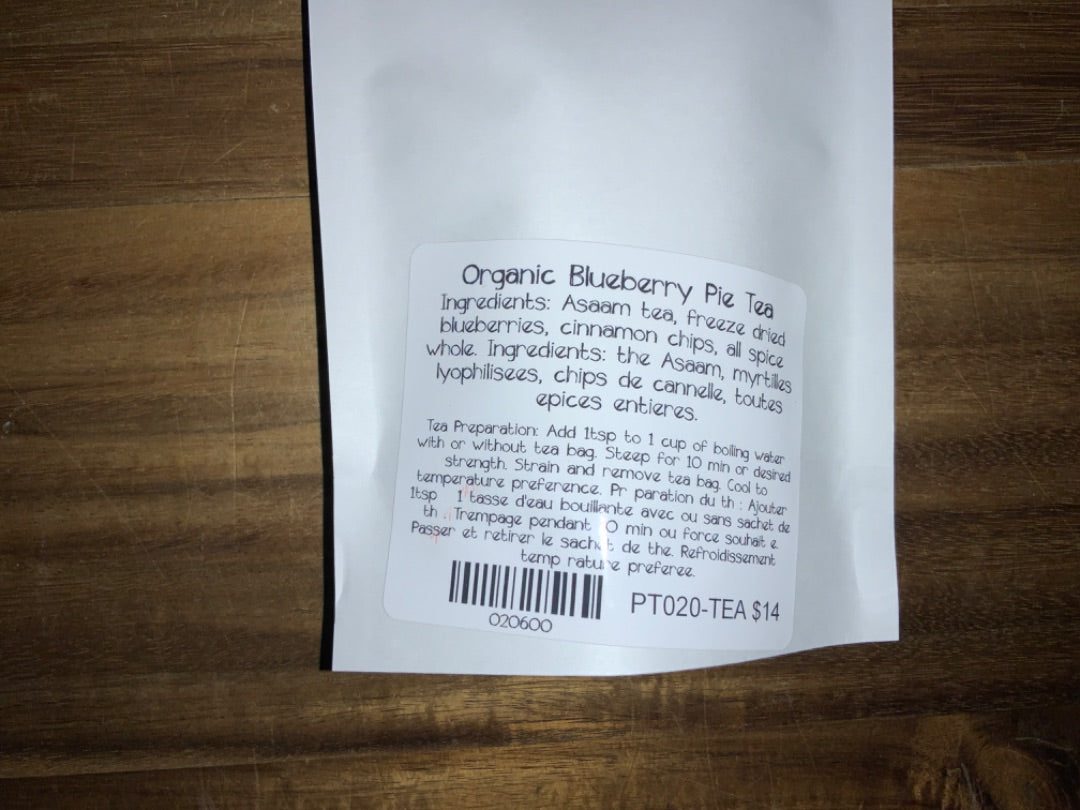 Organic Blueberry Pie Tea
Ingredients: Asaam tea, freeze dried
blueberries, cinnamon chips, all spice
whole. Ingredients: the Asaam, myrtilles
lyophilisees, chips de cannelle, toutes
epices entieres.
Tea Preparation: Add 1tsp to 1 cup of boiling water
with or without tea bag. Steep for 10 min or desired
strength. Strain and remove tea bag. Cool to
temperature preference. Pr paration du th : Ajouter
1tsp 1 tasse d'eau bouillante avec ou sans sachet de
th . Trempage pendant 10 min ou force souhait e.
Passer et retirer le sachet de the. Refroidissement
temp rature preferee.
020600
PT020-TEA $14